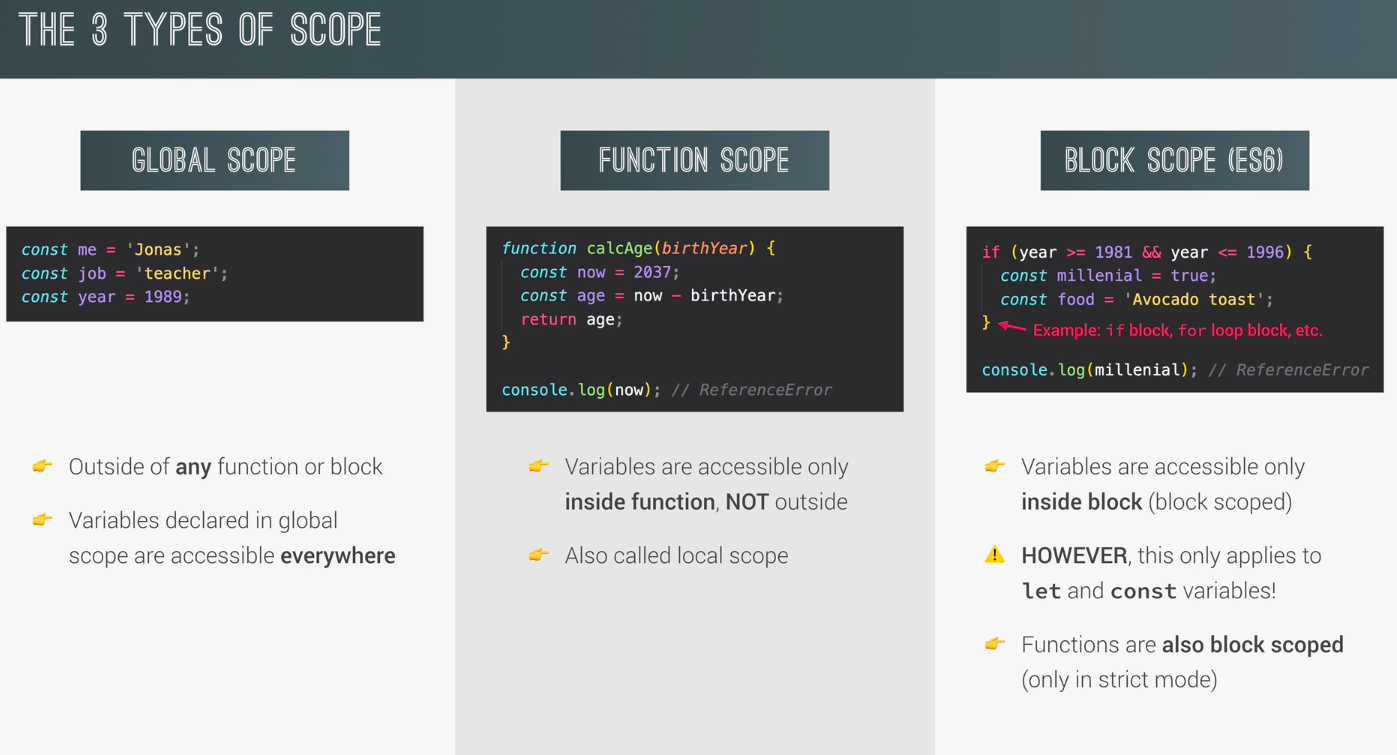 THE 3 TYPES OF SCOPE
GLOBAL SCOPE
const me = 'Jonas';
const job = 'teacher';
const year = 1989;
👉 Outside of any function or block
👉 Variables declared in global
scope are accessible everywhere
FUNCTION SCOPE
function calcAge(birthYear) {
const now = 2037;
const age = now − birthYear;
return age;
}
console.log(now); // ReferenceError
👉 Variables are accessible only
inside function, NOT outside
👉 Also called local scope
BLOCK SCOPE (ES6)
if (year >= 1981 && year <= 1996) {
const millenial = true;
const food = 'Avocado toast';
}
Example: if block, for loop block, etc.
console.log(millenial); // ReferenceError
👉 Variables are accessible only
inside block (block scoped)
⚠️ HOWEVER, this only applies to
let and const variables!
👉 Functions are also block scoped
(only in strict mode)